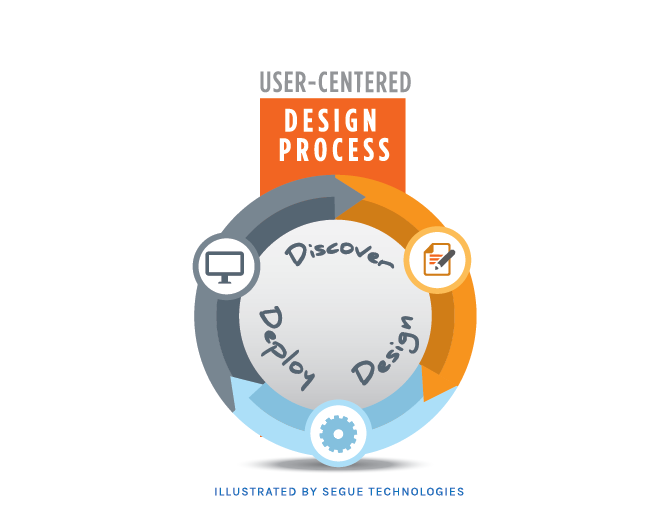 USER-CENTERED
DESIGN
PROCESS
Discover
Design
Deploy
ILLUSTRATED BY SEGUE TECHNOLOGIES